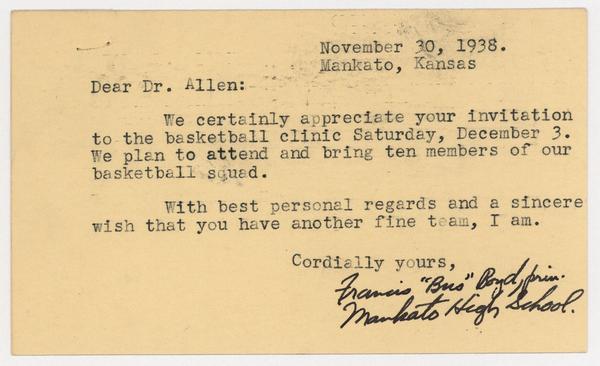 November 30, 1938.
Mankato, Kansas
Dear Dr. Allen:
We certainly appreciate your invitation
to the basketball clinic Saturday, December 3.
We plan to attend and bring ten members of our
basketball squad.
With best personal regards and a sincere
wish that you have another fine team, I am.
Cordially yours,
Francis "Bus" Boyd, prin.
Mankato High School.